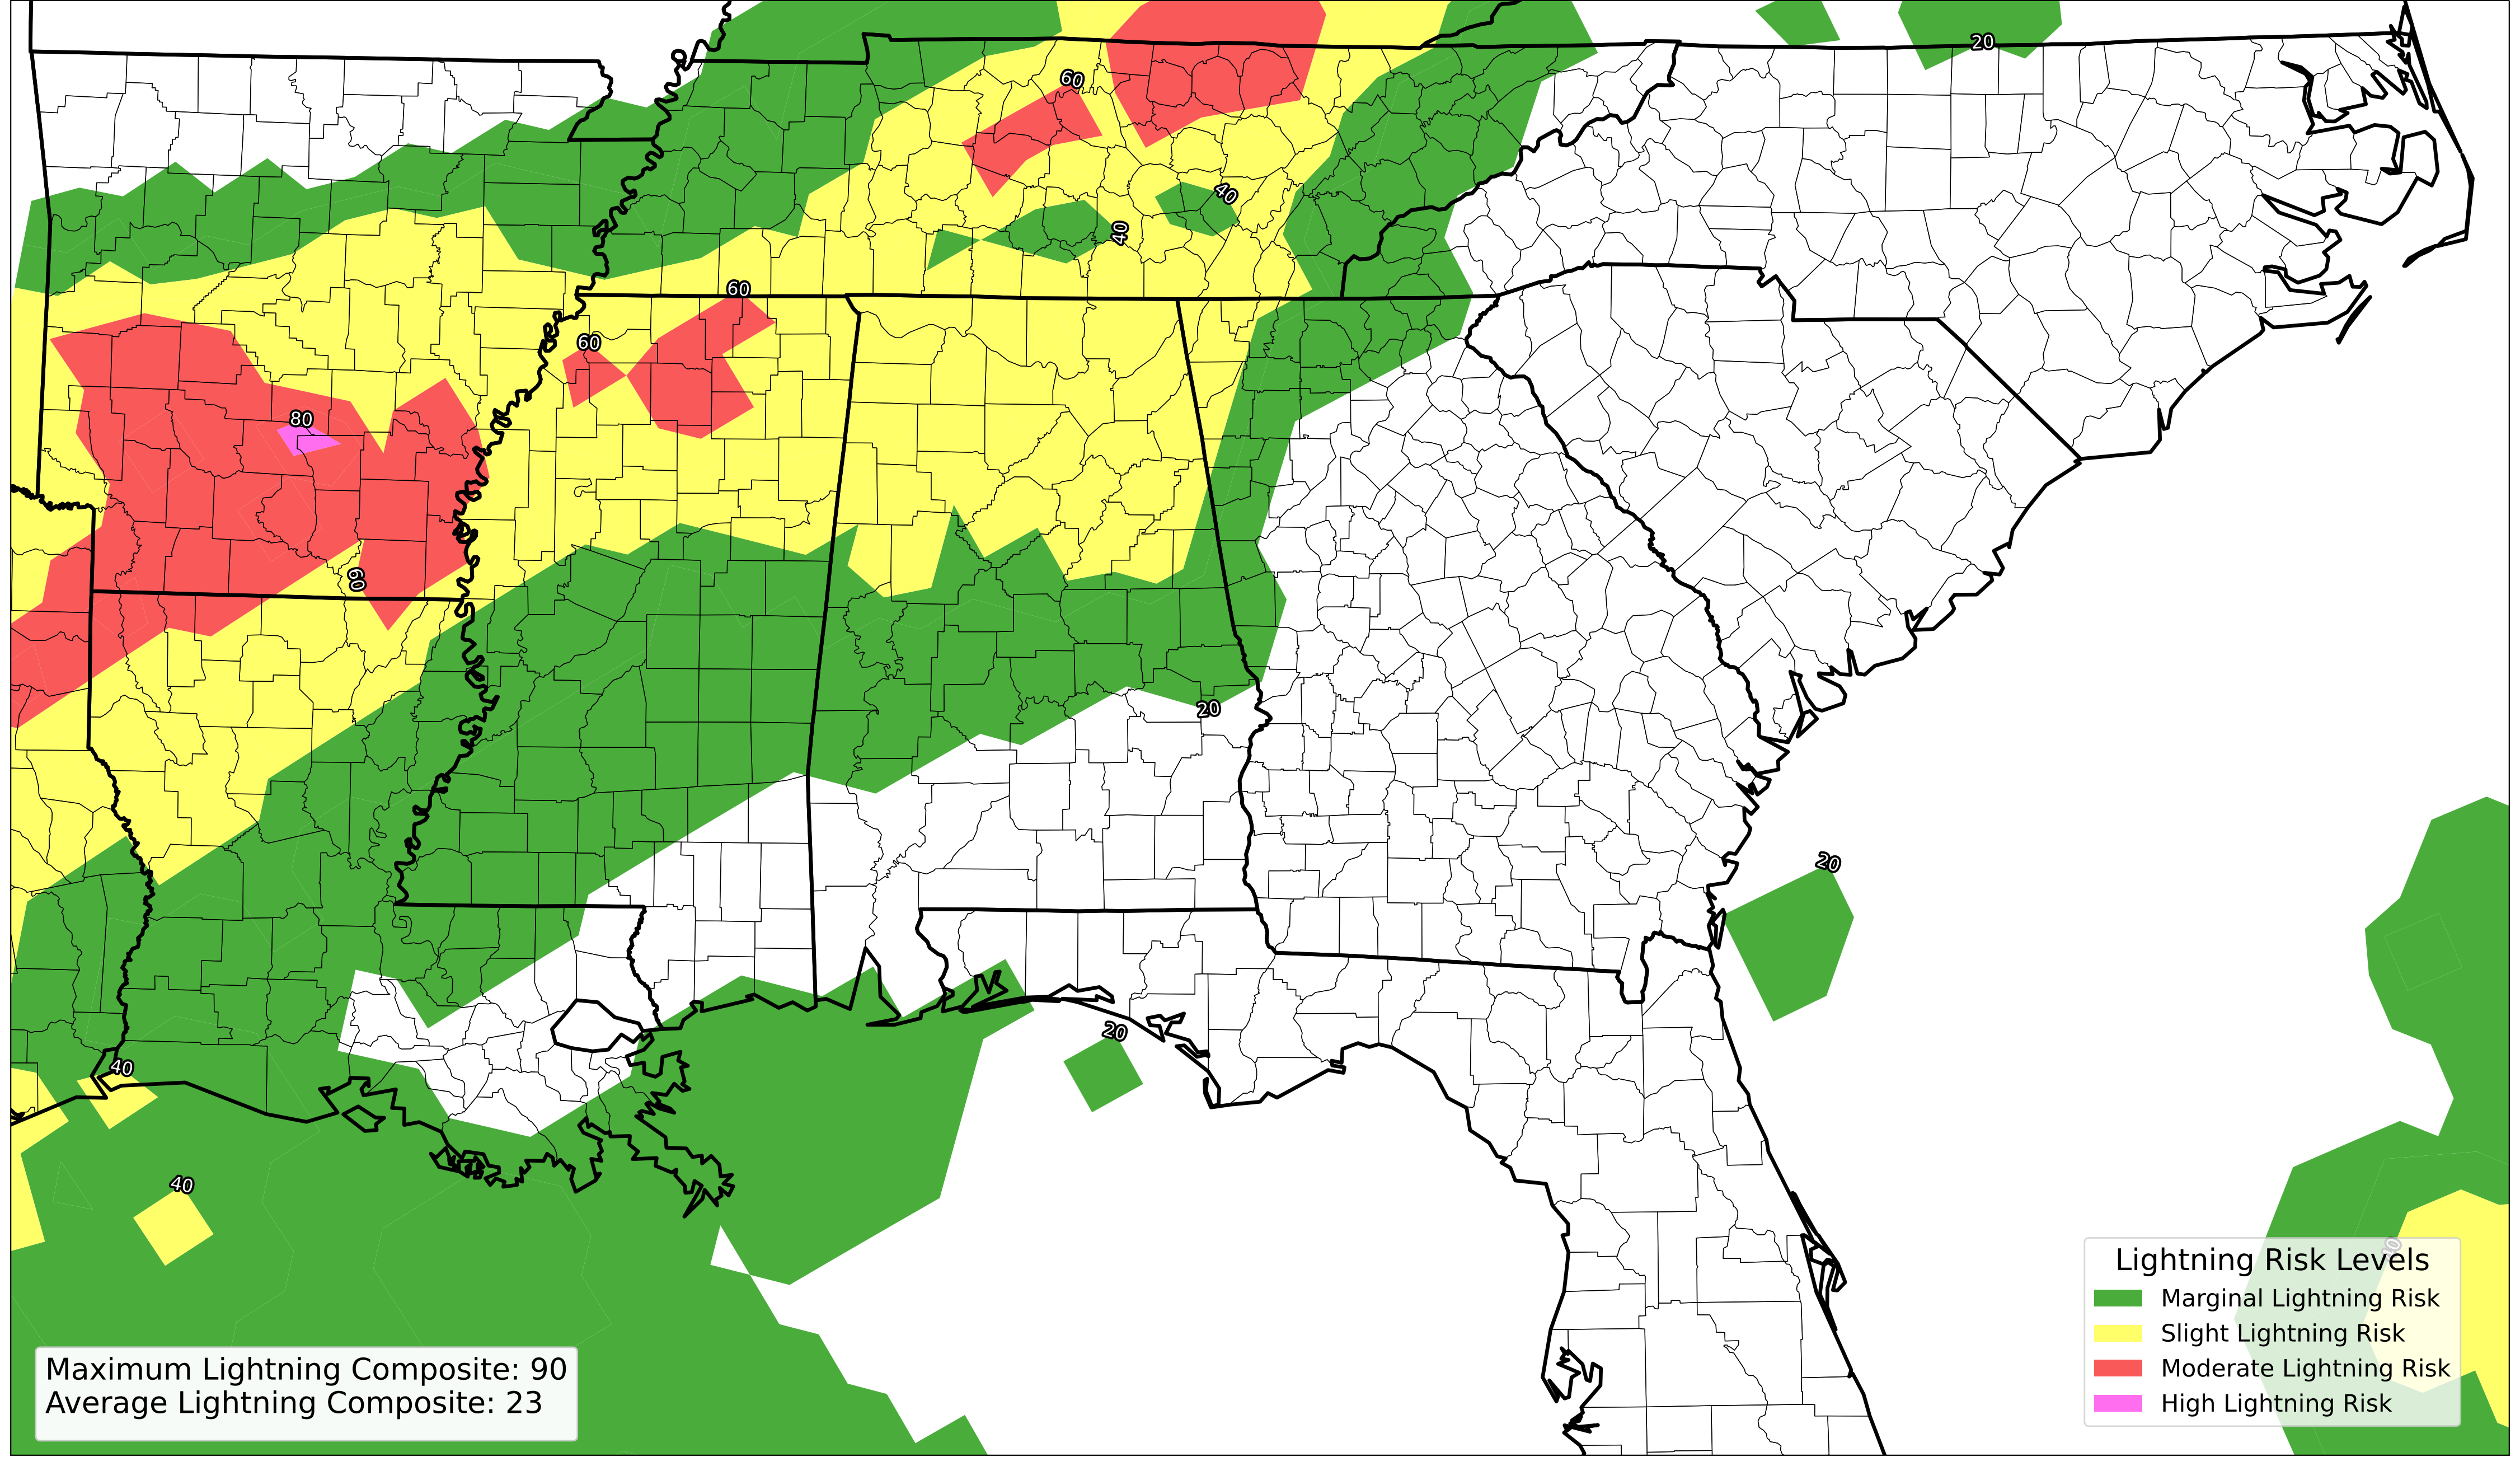 20
60
40
40
60
60
80
60
20
20
20
40
40
Lightning Risk Levels
Marginal Lightning Risk
Slight Lightning Risk
Moderate Lightning Risk
High Lightning Risk
Maximum Lightning Composite: 90
Average Lightning Composite: 23